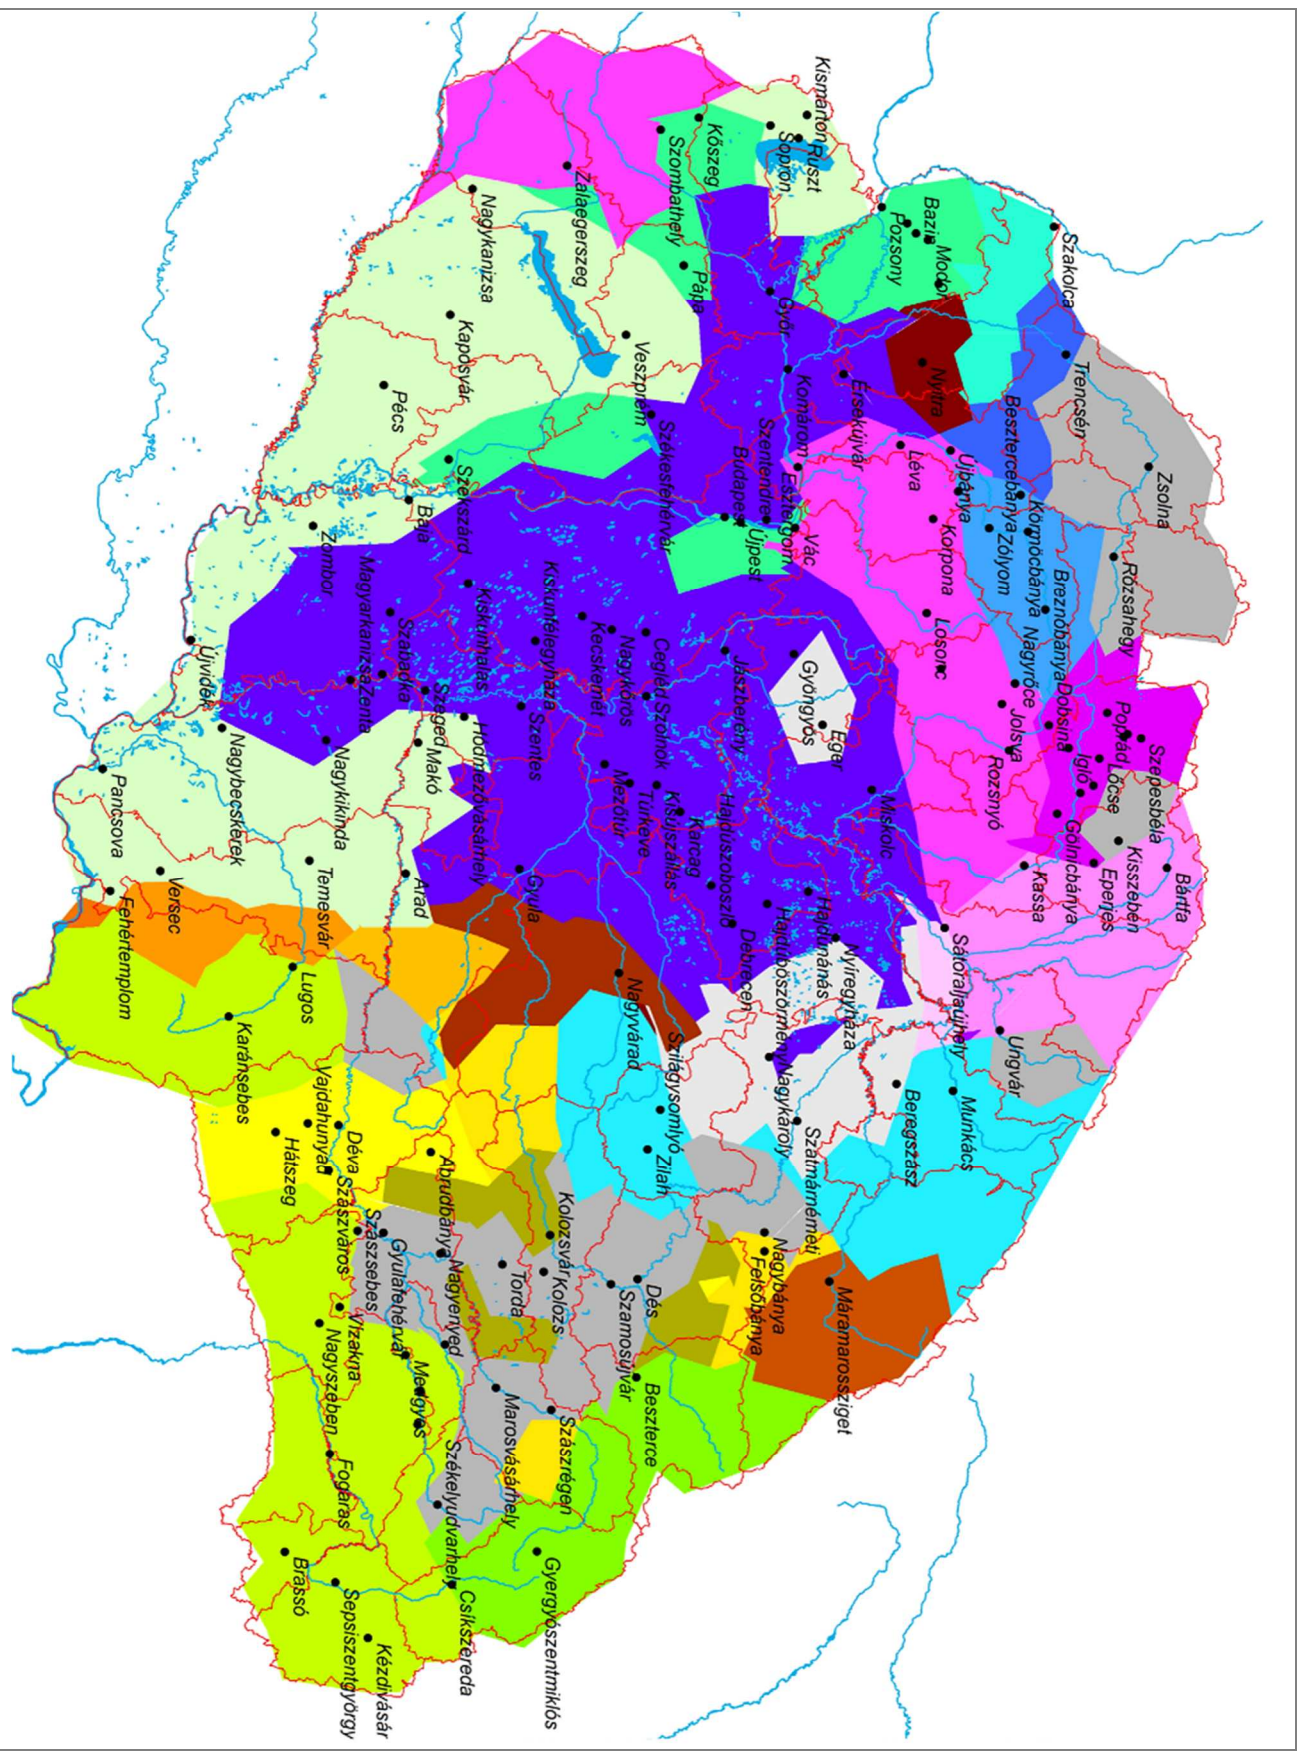 Kismarton
Ruszt
Sopron
Kőszeg
Szombathely
Zalaegerszeg
Nagykanizsa
Kaposvár
Pécs
Pápa
Veszprém
Székesfehérvár
Szekszárd
Baja
Bazin
Modor
Pozsony
Szakolca
Győr
Komárom
Érsekújvár
Nyitra
Trencsén
Zsolna
Léva
Újbánya
Besztercebánya
Körmöcbánya
Zólyom
Korpona
Breznóbánya
Rózsahegy
Esztergom
Szentendre
Budapest
Vác
Újpest
Losonc
Nagyrőce
Jolsva
Rozsnyó
Dobsina
Poprád
Igló
Lőcse
Szepesbéla
Gölnicbánya
Kisszeben
Eperjes
Bártfa
Kassa
Zombor
Magyarkanizsa
Zenta
Szabadka
Szeged
Kiskunhalas
Kiskunfélegyháza
Kecskemét
Nagykőrös
Cegléd
Szolnok
Jászberény
Gyöngyös
Eger
Miskolc
Újvidék
Nagybecskerek
Nagykikinda
Makó
Hódmezővásárhely
Szentes
Mezőtúr
Túrkeve
Kisújszállás
Karcag
Hajdúszoboszló
Debrecen
Hajdúböszörmény
Hajdúnánás
Nyíregyháza
Sátoraljaújhely
Ungvár
Munkács
Beregszász
Pancsova
Versec
Fehértemplom
Temesvár
Arad
Gyula
Nagyvárad
Lugos
Karánsebes
Szilágysomlyó
Zilah
Nagykároly
Szatmárnémeti
Vajdahunyad
Hátszeg
Déva
Szászváros
Szászsebes
Gyulafehérvár
Abrudbánya
Nagyenyed
Torda
Kolozsvár
Kolozs
Szamosújvár
Dés
Nagybánya
Felsőbánya
Máramarossziget
Vízakna
Nagyszeben
Medgyes
Marosvásárhely
Szászrégen
Beszterce
Fogaras
Székelyudvarhely
Brassó
Sepsiszentgyörgy
Kézdivásár
Csíkszereda
Gyergyószentmiklós